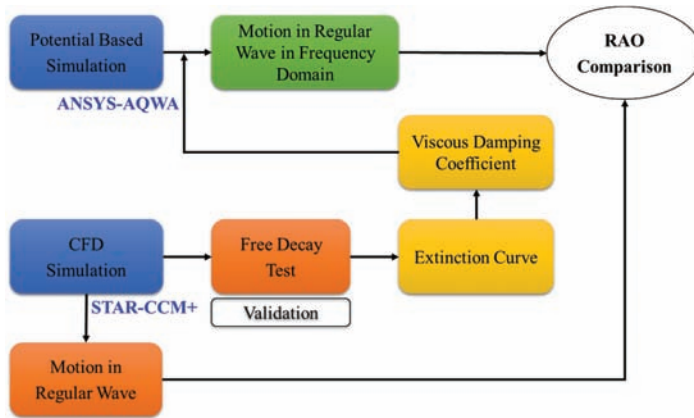 Potential Based
Simulation
Motion in Regular
Wave in Frequency
Domain
RAO
Comparison
ANSYS-AQWA
Viscous Damping
Coefficient
CFD
Simulation
Free Decay
Test
Extinction Curve
STAR-CCM+
Validation
Motion in
Regular Wave